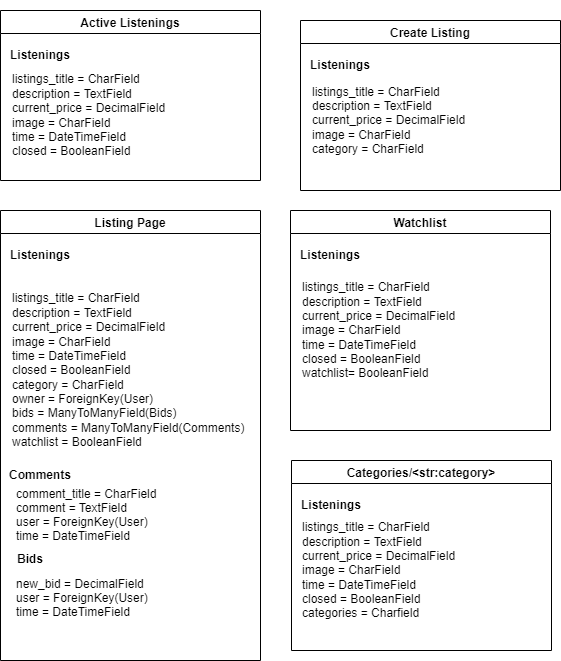 Active Listenings
Listenings
listings_title = CharField
description = TextField
current_price = DecimalField
image = CharField
time = DateTimeField
closed = BooleanField
Create Listing
Listenings
listings_title = CharField
description = TextField
current_price = DecimalField
image = CharField
category = CharField
Listing Page
Listenings
listings_title = CharField
description = TextField
current_price = DecimalField
image = CharField
time = DateTimeField
closed = BooleanField
category = CharField
owner = ForeignKey(User)
bids = ManyToManyField(Bids)
comments = ManyToManyField(Comments)
watchlist = BooleanField
Comments
comment_title = CharField
comment = TextField
user = ForeignKey(User)
time = DateTimeField
Bids
new_bid = DecimalField
user = ForeignKey(User)
time = DateTimeField
Watchlist
Listenings
listings_title = CharField
description = TextField
current_price = DecimalField
image = CharField
time = DateTimeField
closed = BooleanField
watchlist= BooleanField
Categories/<str:category>
Listenings
listings_title = CharField
description = TextField
current_price = DecimalField
image = CharField
time = DateTimeField
closed = BooleanField
categories = Charfield